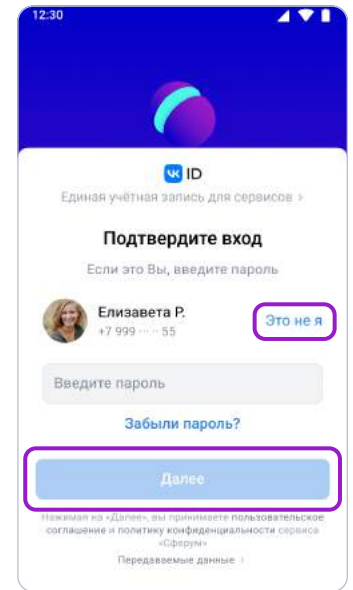 12:30
VK ID
Единая учётная запись для сервисов ›
Подтвердите вход
Если это Вы, введите пароль
Елизавета Р.
+7 999 ··· ·· 55
Это не я
Введите пароль
Забыли пароль?
Далее
Нажимая на «Далее», вы принимаете пользовательское
соглашение и политику конфиденциальности сервиса
«Сферум»
Передаваемые данные ›